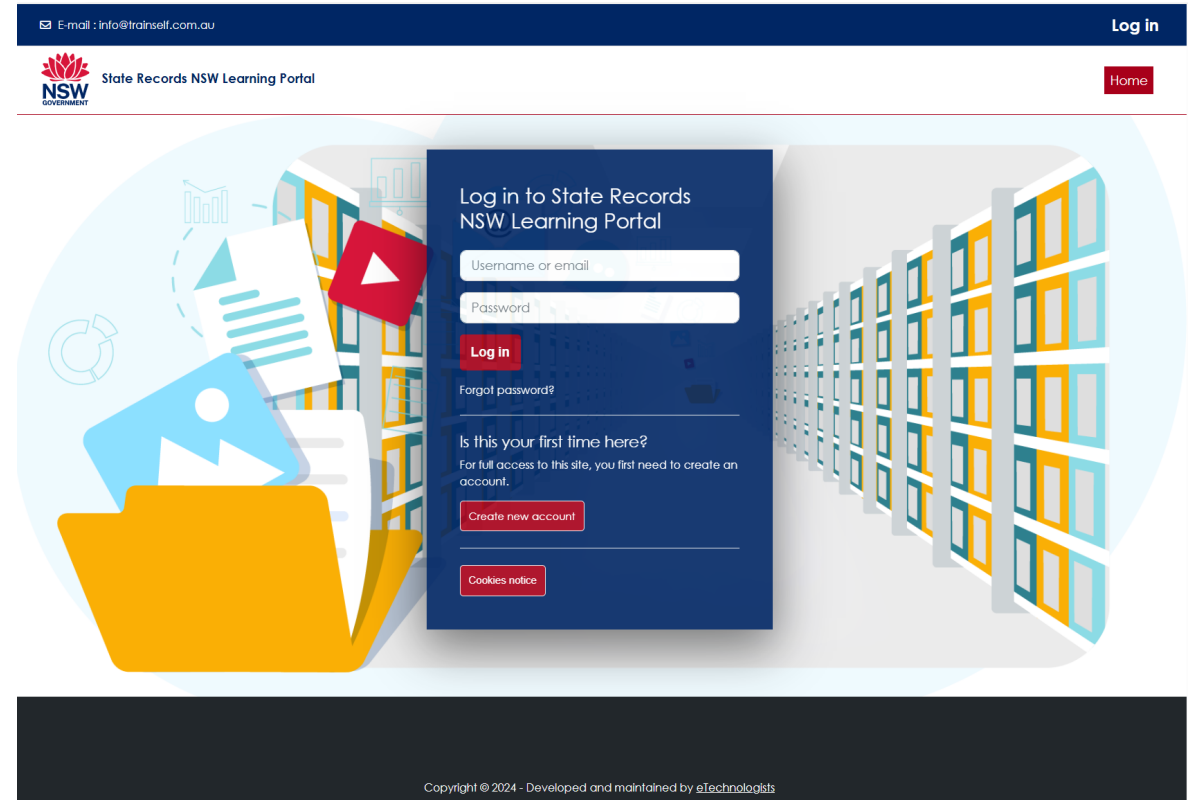 E-mail : info@trainself.com.au
Log in
NSW
GOVERNMENT
State Records NSW Learning Portal
Home
Log in to State Records
NSW Learning Portal
Username or email
Password
Log in
Forgot password?
Is this your first time here?
For full access to this site, you first need to create an
account.
Create new account
Cookies notice
Copyright © 2024 - Developed and maintained by eTechnologists